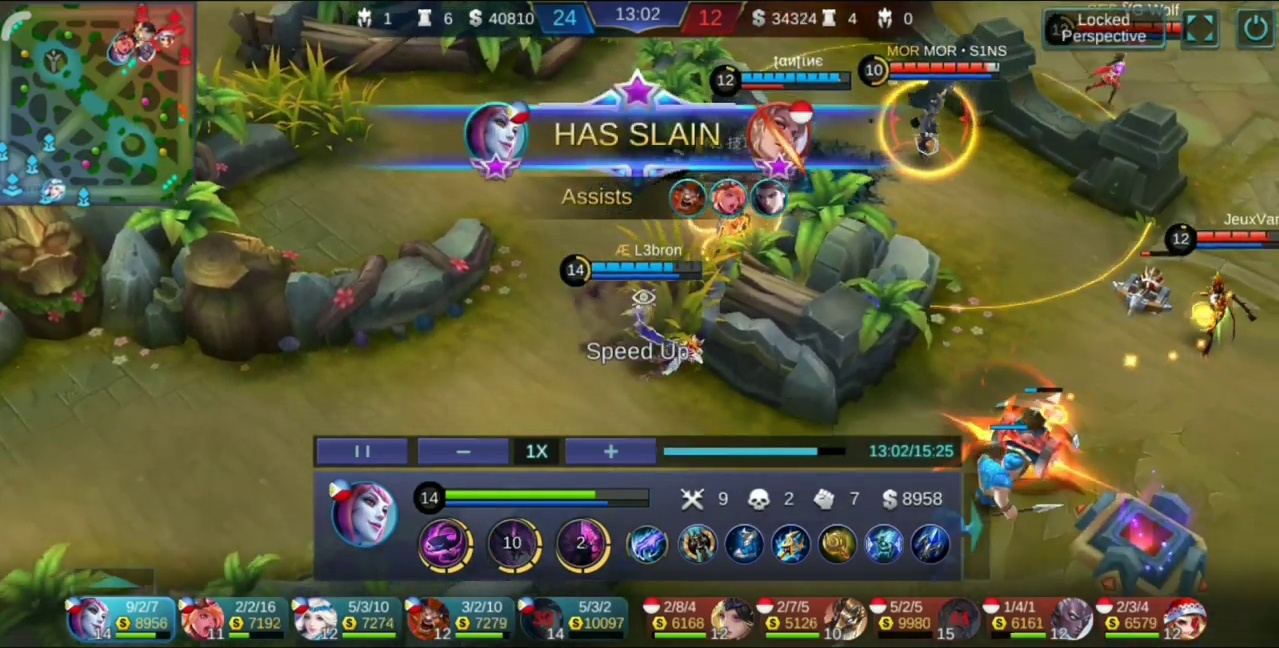 1 6 $ 40810 24 13:02 12 $ 34324 4 0
Locked
Perspective
12 ʈαиʈιиє
10 MOR MOR • S1NS
HAS SLAIN
Assists
12 JeuxVar
Æ L3bron
14
Speed Up
1X
13:02/15:25
14 9 2 7 $ 8958
10 2
9/2/7 2/2/16 5/3/10 3/2/10 5/3/2 2/8/4 2/7/5 5/2/5 1/4/1 2/3/4
8956 7192 7274 7279 10097 6168 5126 9980 6161 6579
14 11 12 12 14 12 10 15 12 12